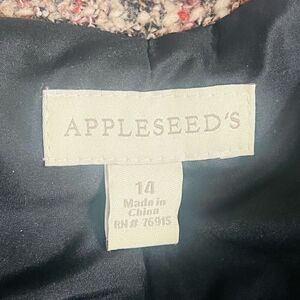 APPLESEED'S
14
Made in
China
RN# 76915